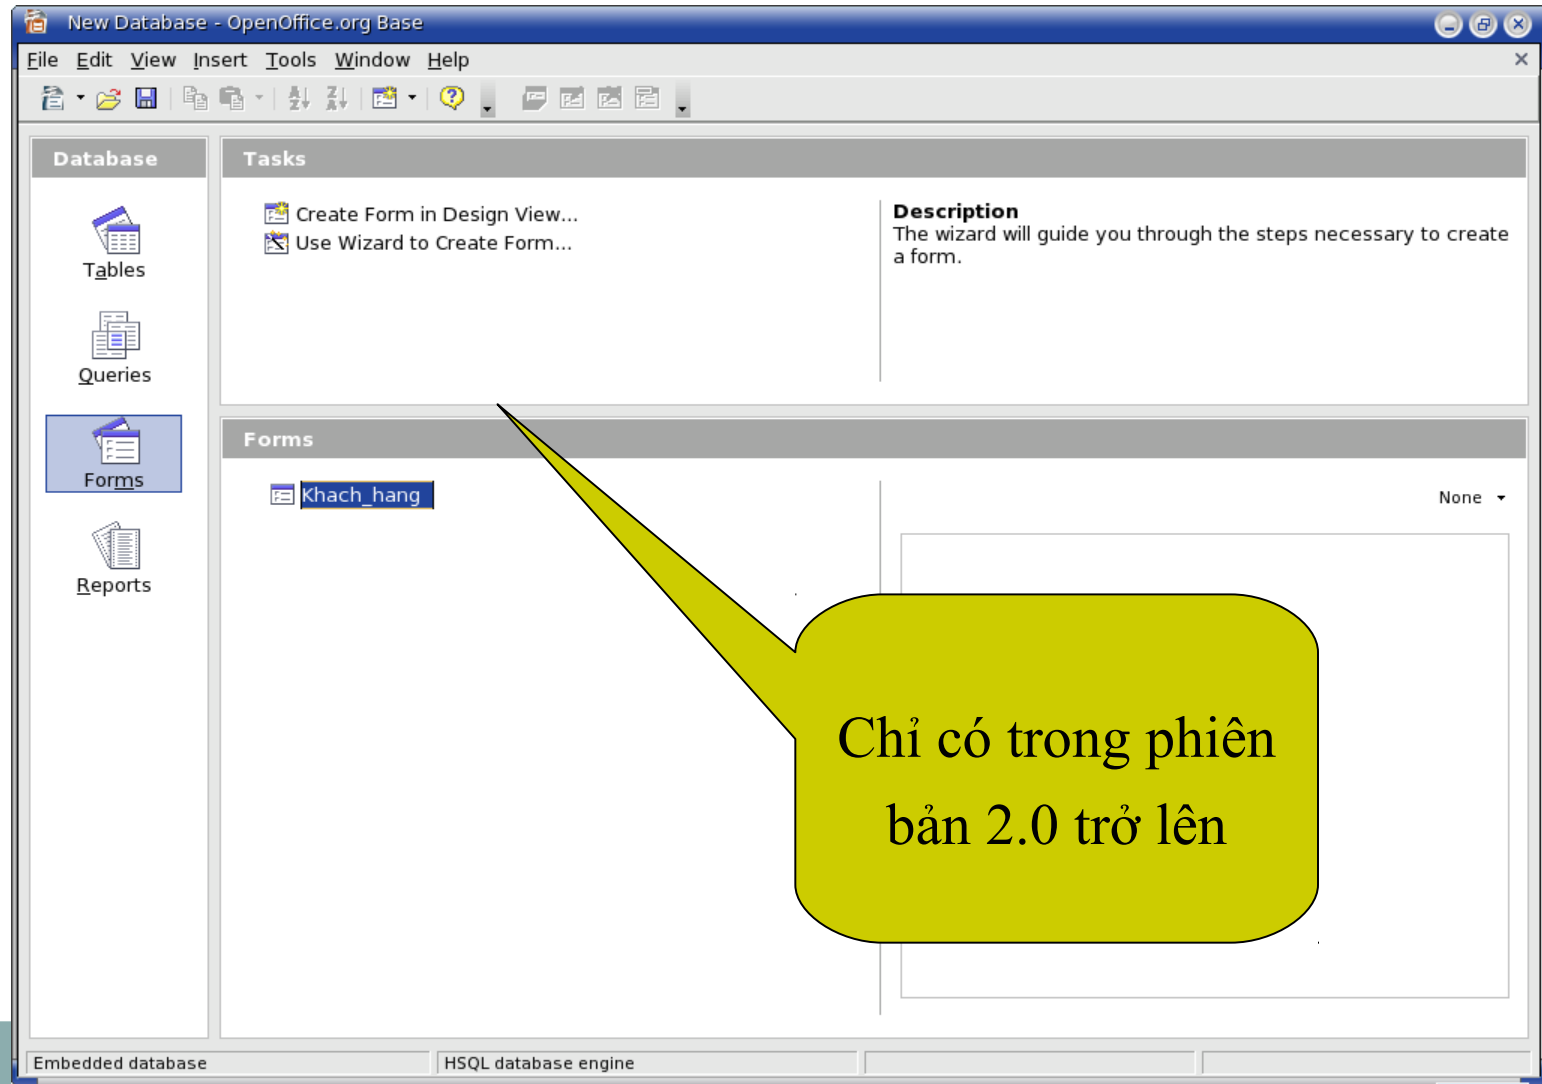 New Database - OpenOffice.org Base
File Edit View Insert Tools Window Help
Database
Tables
Queries
Forms
Reports
Tasks
Create Form in Design View...
Use Wizard to Create Form...
Description
The wizard will guide you through the steps necessary to create
a form.
Forms
Khach_hang
None
Chỉ có trong phiên
bản 2.0 trở lên
Embedded database
HSQL database engine